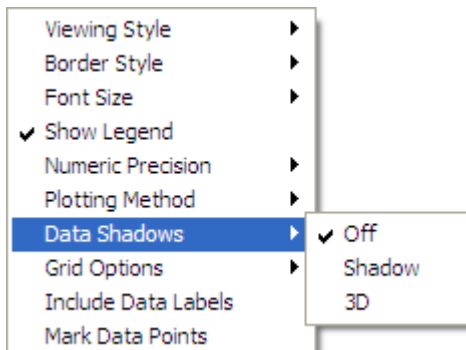 Viewing Style
Border Style
Font Size
Show Legend
Numeric Precision
Plotting Method
Data Shadows
Off
Grid Options
Shadow
Include Data Labels
3D
Mark Data Points